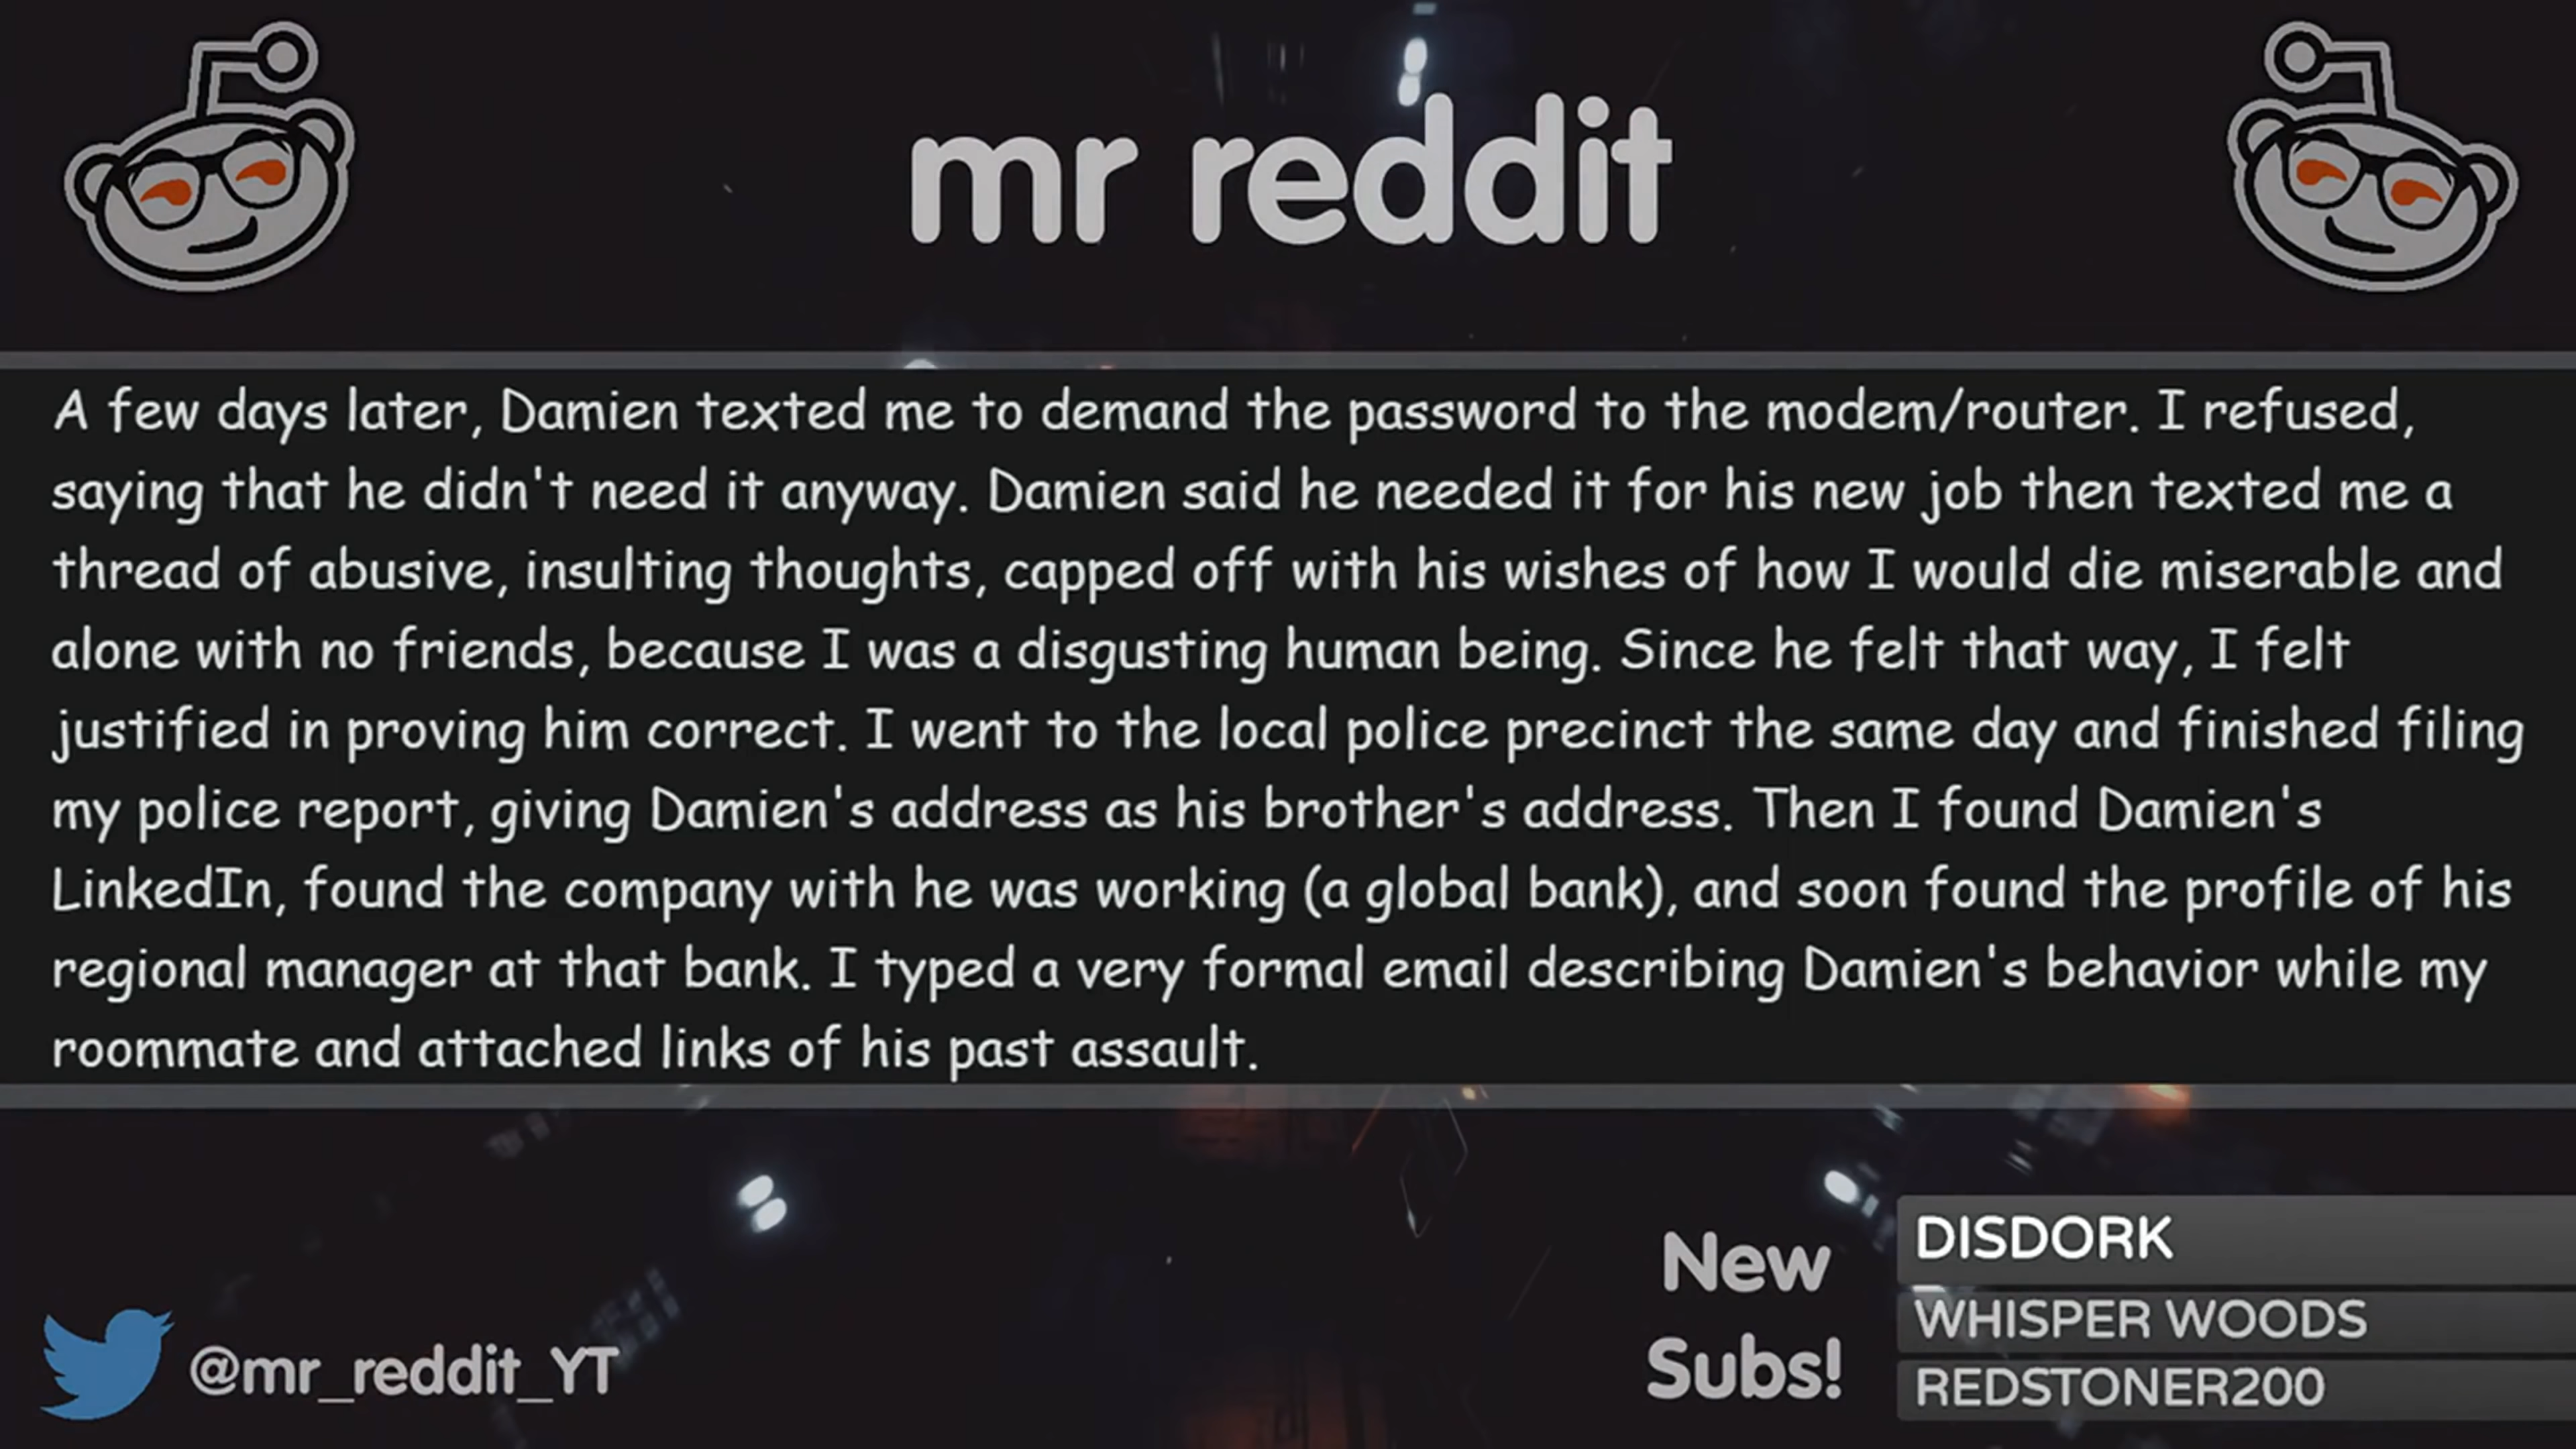 mr reddit
A few days later, Damien texted me to demand the password to the modem/router. I refused,
saying that he didn't need it anyway. Damien said he needed it for his new job then texted me a
thread of abusive, insulting thoughts, capped off with his wishes of how I would die miserable and
alone with no friends, because I was a disgusting human being. Since he felt that way, I felt
justified in proving him correct. I went to the local police precinct the same day and finished filing
my police report, giving Damien's address as his brother's address. Then I found Damien's
LinkedIn, found the company with he was working (a global bank), and soon found the profile of his
regional manager at that bank. I typed a very formal email describing Damien's behavior while my
roommate and attached links of his past assault.
@mr_reddit_YT
New
Subs!
DISDORK
WHISPER WOODS
REDSTONER200